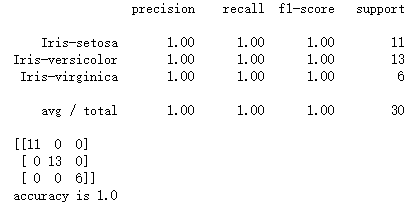 precision recall f1-score support
Iris-setosa 1.00 1.00 1.00 11
Iris-versicolor 1.00 1.00 1.00 13
Iris-virginica 1.00 1.00 1.00 6
avg / total 1.00 1.00 1.00 30
[[11 0 0]
[ 0 13 0]
[ 0 0 6]]
accuracy is 1.0